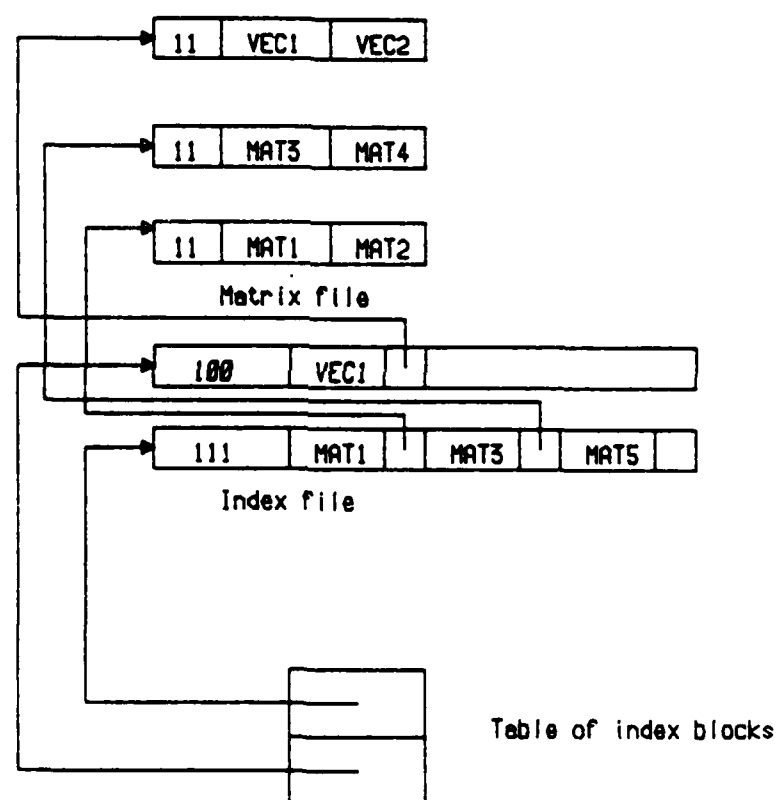 11 VEC1 VEC2
11 MAT3 MAT4
11 MAT1 MAT2
Matrix file
100 VEC1
111 MAT1 MAT3 MAT5
Index file
Table of index blocks